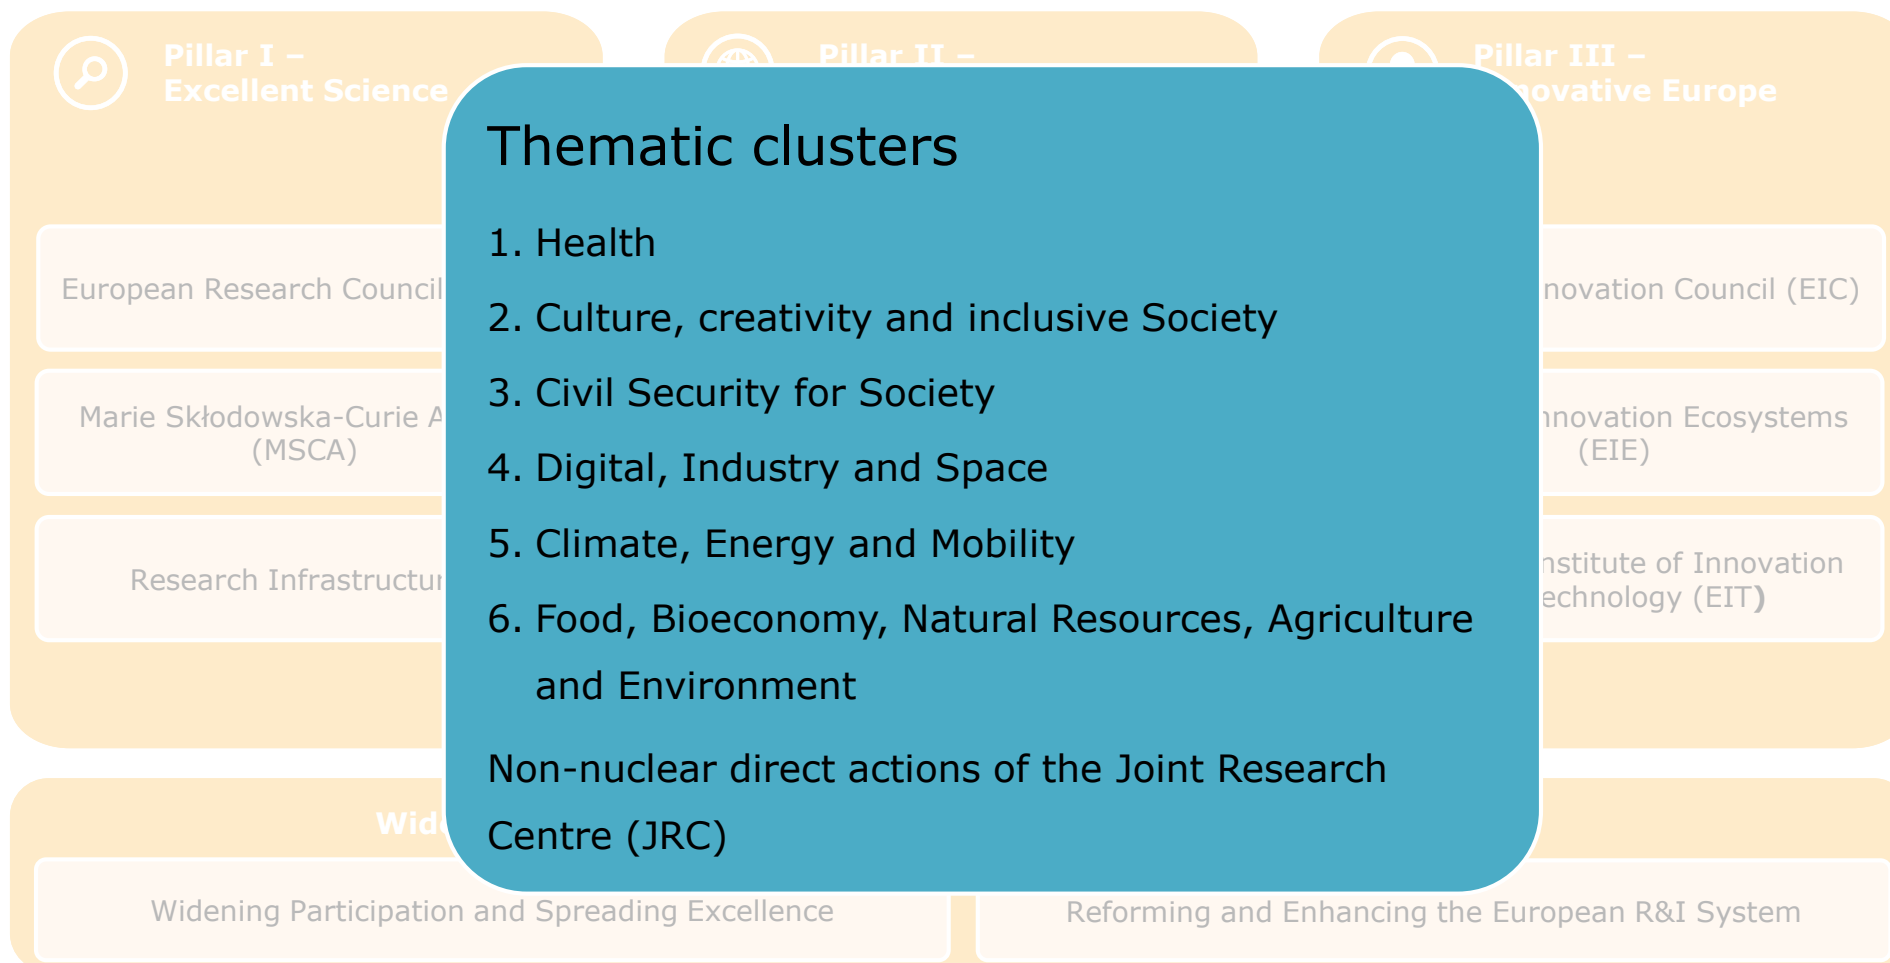 Pillar I –
Excellent Science
Pillar II –
Pillar III –
Europe
Thematic clusters
1. Health
2. Culture, creativity and inclusive Society
3. Civil Security for Society
4. Digital, Industry and Space
5. Climate, Energy and Mobility
6. Food, Bioeconomy, Natural Resources, Agriculture
and Environment
Non-nuclear direct actions of the Joint Research
Centre (JRC)
European Research Council
Marie Skłodowska-Curie A
(MSCA)
Research
novation Council (EIC)
nnovation Ecosystems
(EIE)
nstitute of Innovation
echnology (EIT)
Widening Participation and Spreading Excellence
Reforming and Enhancing the European R&I System